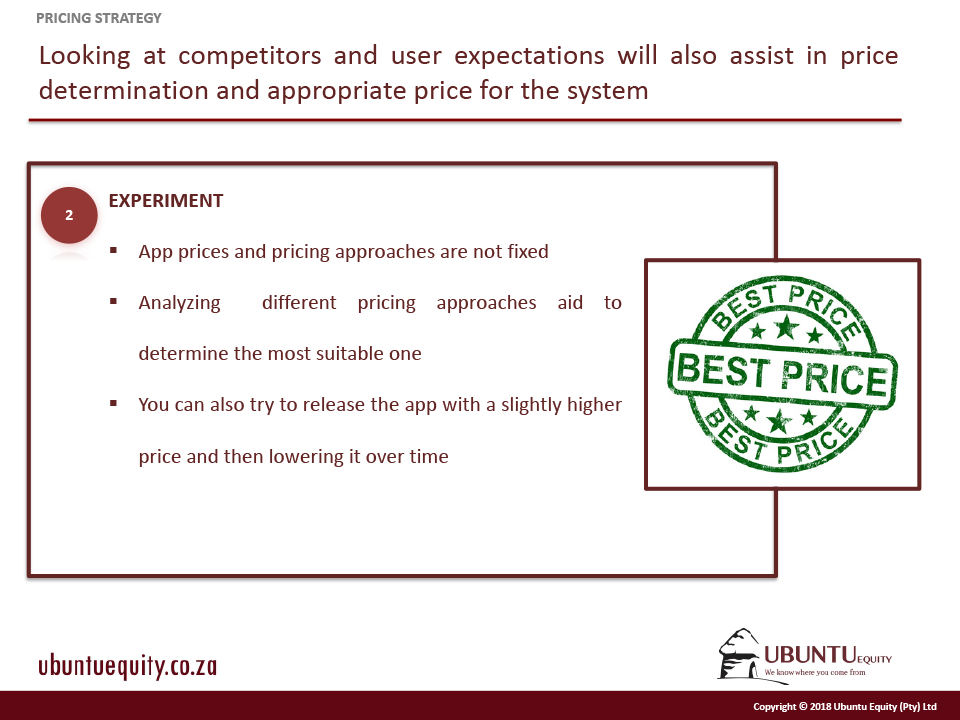 PRICING STRATEGY
Looking at competitors and user expectations will also assist in price
determination and appropriate price for the system
2
EXPERIMENT
▪ App prices and pricing approaches are not fixed
▪ Analyzing different pricing approaches aid to
determine the most suitable one
▪ You can also try to release the app with a slightly higher
price and then lowering it over time
BEST PRICE
BEST PRICE
BEST PRICE
ubuntuequity.co.za
UBUNTU EQUITY
We know where you come from
Copyright © 2018 Ubuntu Equity (Pty) Ltd